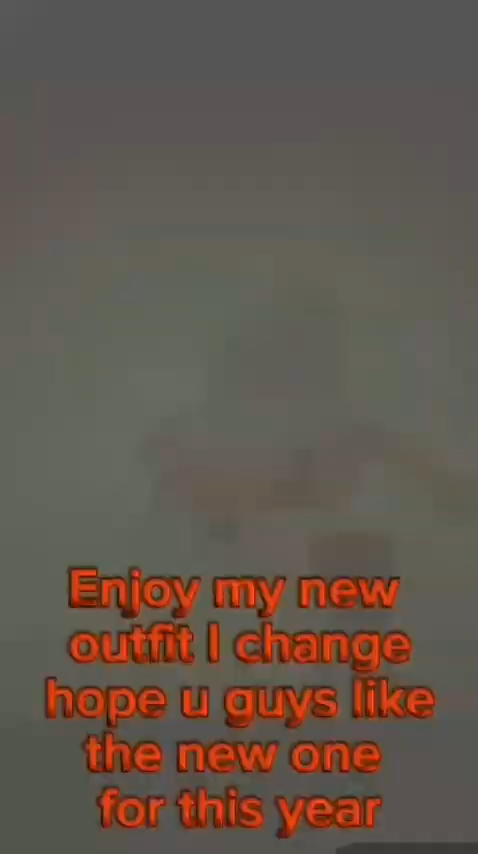 Enjoy my new
outfit I change
hope u guys like
the new one
for this year